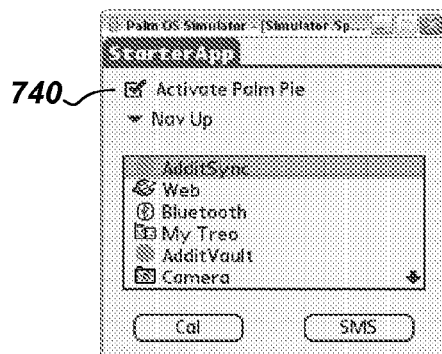 Palm OS Simulator - [Simulator Sp...
StarterApp
740
Activate Palm Pie
Nav Up
AdditSync
Web
Bluetooth
My Treo
AdditVault
Camera
Cal SMS